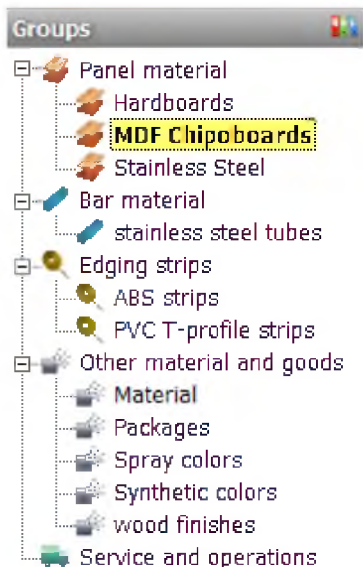 Groups
Panel material
Hardboards
MDF Chipoboards
Stainless Steel
Bar material
stainless steel tubes
Edging strips
ABS strips
PVC T-profile strips
Other material and goods
Material
Packages
Spray colors
Synthetic colors
wood finishes
Service and operations